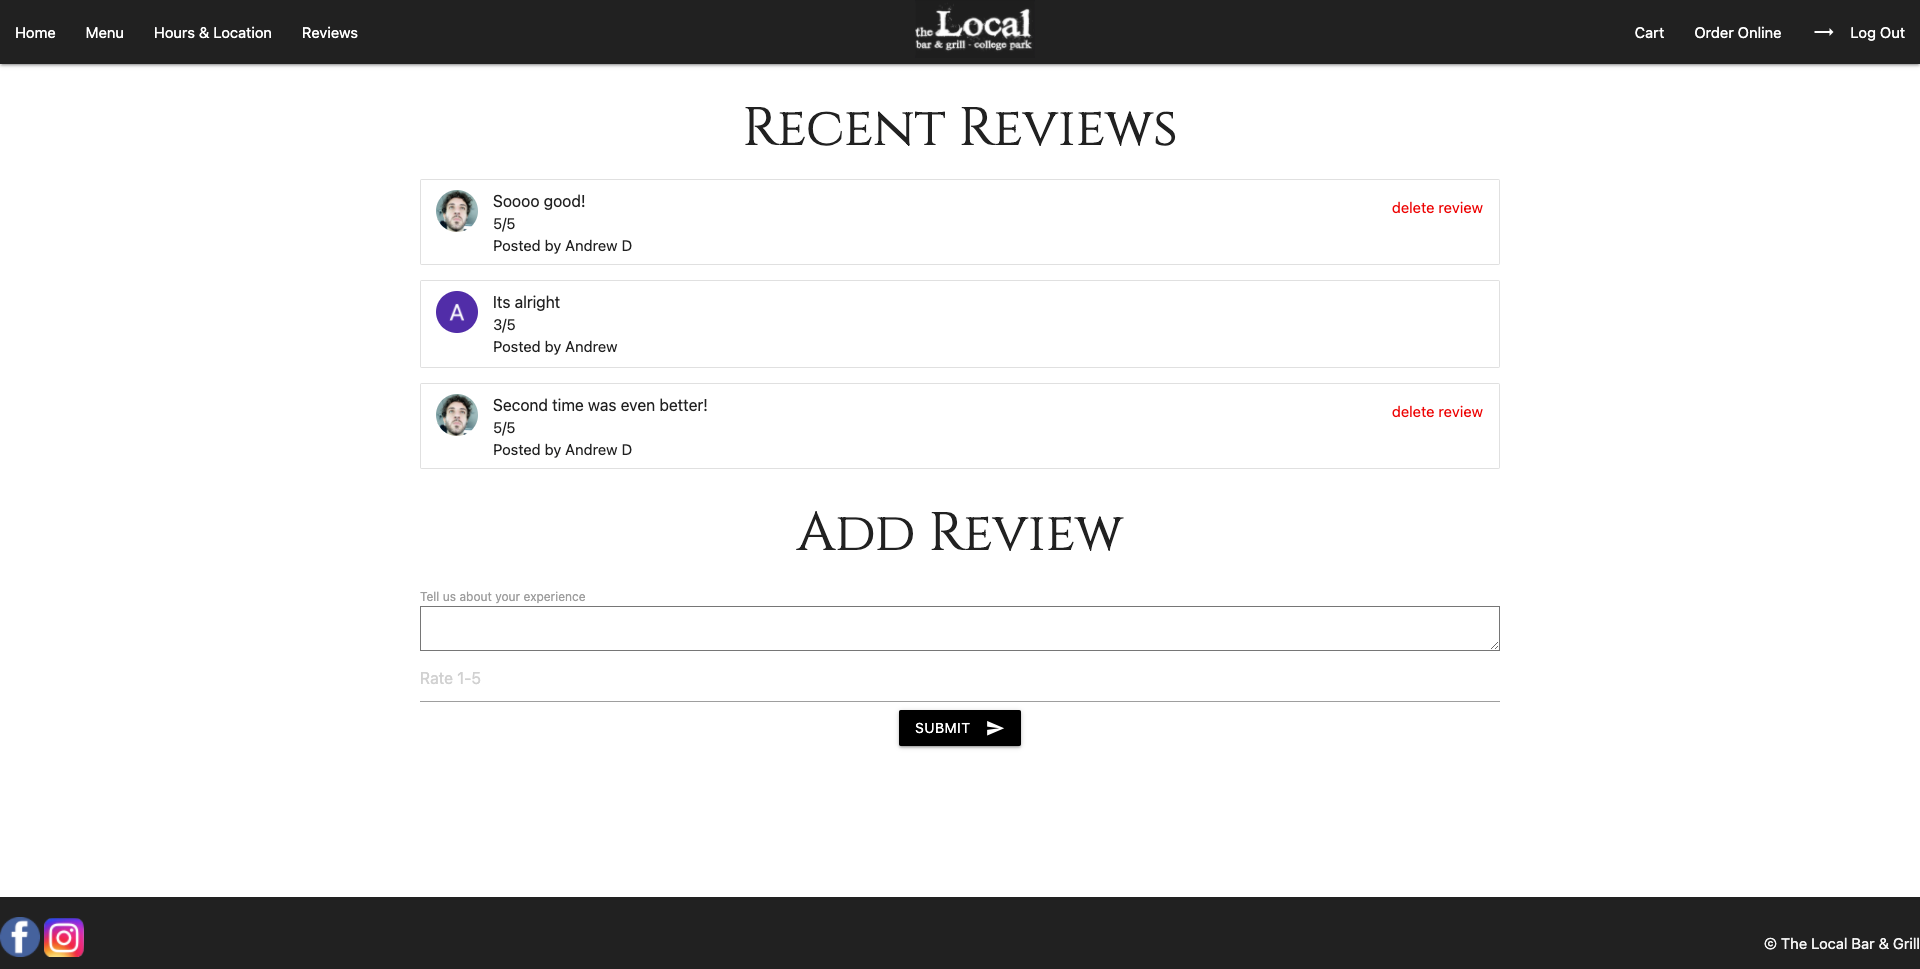 Home Menu Hours & Location Reviews
the Local
bar & grill - college park
Cart Order Online Log Out
Recent Reviews
Soooo good!
5/5
Posted by Andrew D
delete review
A
Its alright
3/5
Posted by Andrew
Second time was even better!
5/5
Posted by Andrew D
delete review
Add Review
Tell us about your experience
Rate 1-5
SUBMIT
© The Local Bar & Grill